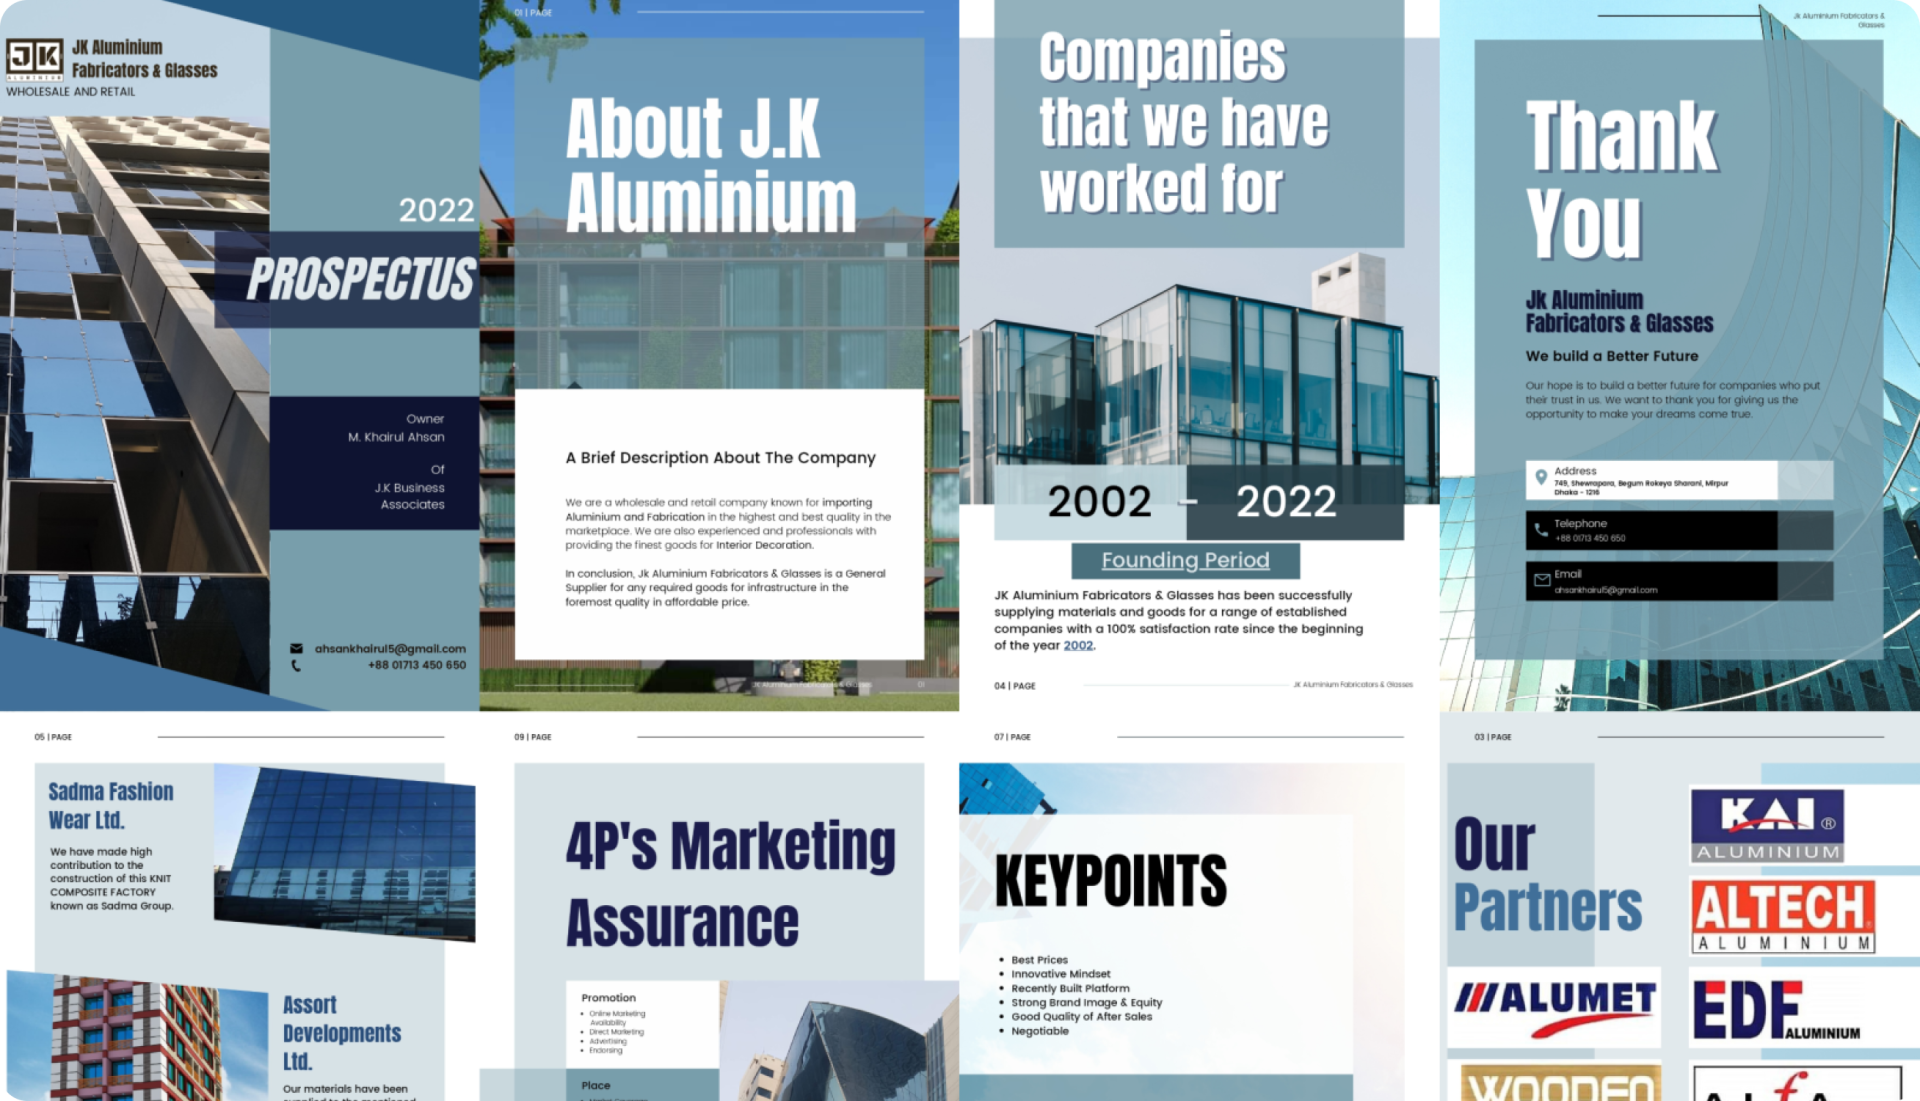 JK
ALUMINIUM
JK Aluminium
Fabricators & Glasses
WHOLESALE AND RETAIL
2022
PROSPECTUS
Owner
M. Khairul Ahsan
Of
J.K Business
Associates
ahsankhairul5@gmail.com
+88 01713 450 650
01 | PAGE
About J.K
Aluminium
A Brief Description About The Company
We are a wholesale and retail company known for importing
Aluminium and Fabrication in the highest and best quality in the
marketplace. We are also experienced and professionals with
providing the finest goods for Interior Decoration.
In conclusion, Jk Aluminium Fabricators & Glasses is a General
Supplier for any required goods for infrastructure in the
foremost quality in affordable price.
JK Aluminium Fabricators & Glasses
01
Companies
that we have
worked for
2002 - 2022
Founding Period
JK Aluminium Fabricators & Glasses has been successfully
supplying materials and goods for a range of established
companies with a 100% satisfaction rate since the beginning
of the year 2002.
04 | PAGE
JK Aluminium Fabricators & Glasses
Jk Aluminium Fabricators &
Glasses
Thank
You
Jk Aluminium
Fabricators & Glasses
We build a Better Future
Our hope is to build a better future for companies who put
their trust in us. We want to thank you for giving us the
opportunity to make your dreams come true.
Address
749, Shewrapara, Begum Rokeya Sharani, Mirpur
Dhaka - 1216
Telephone
+88 01713 450 650
Email
ahsankhairul5@gmail.com
05 | PAGE
Sadma Fashion
Wear Ltd.
We have made high
contribution to the
construction of this KNIT
COMPOSITE FACTORY
known as Sadma Group.
Assort
Developments
Ltd.
Our materials have been
supplied to the mentioned
09 | PAGE
4P's Marketing
Assurance
Promotion
• Online Marketing
Availability
• Direct Marketing
• Advertising
• Endorsing
Place
07 | PAGE
KEYPOINTS
• Best Prices
• Innovative Mindset
• Recently Built Platform
• Strong Brand Image & Equity
• Good Quality of After Sales
• Negotiable
03 | PAGE
Our
Partners
KAI ®
ALUMINIUM
ALTECH
ALUMINIUM
ALUMET
EDF ALUMINIUM
WOODEN